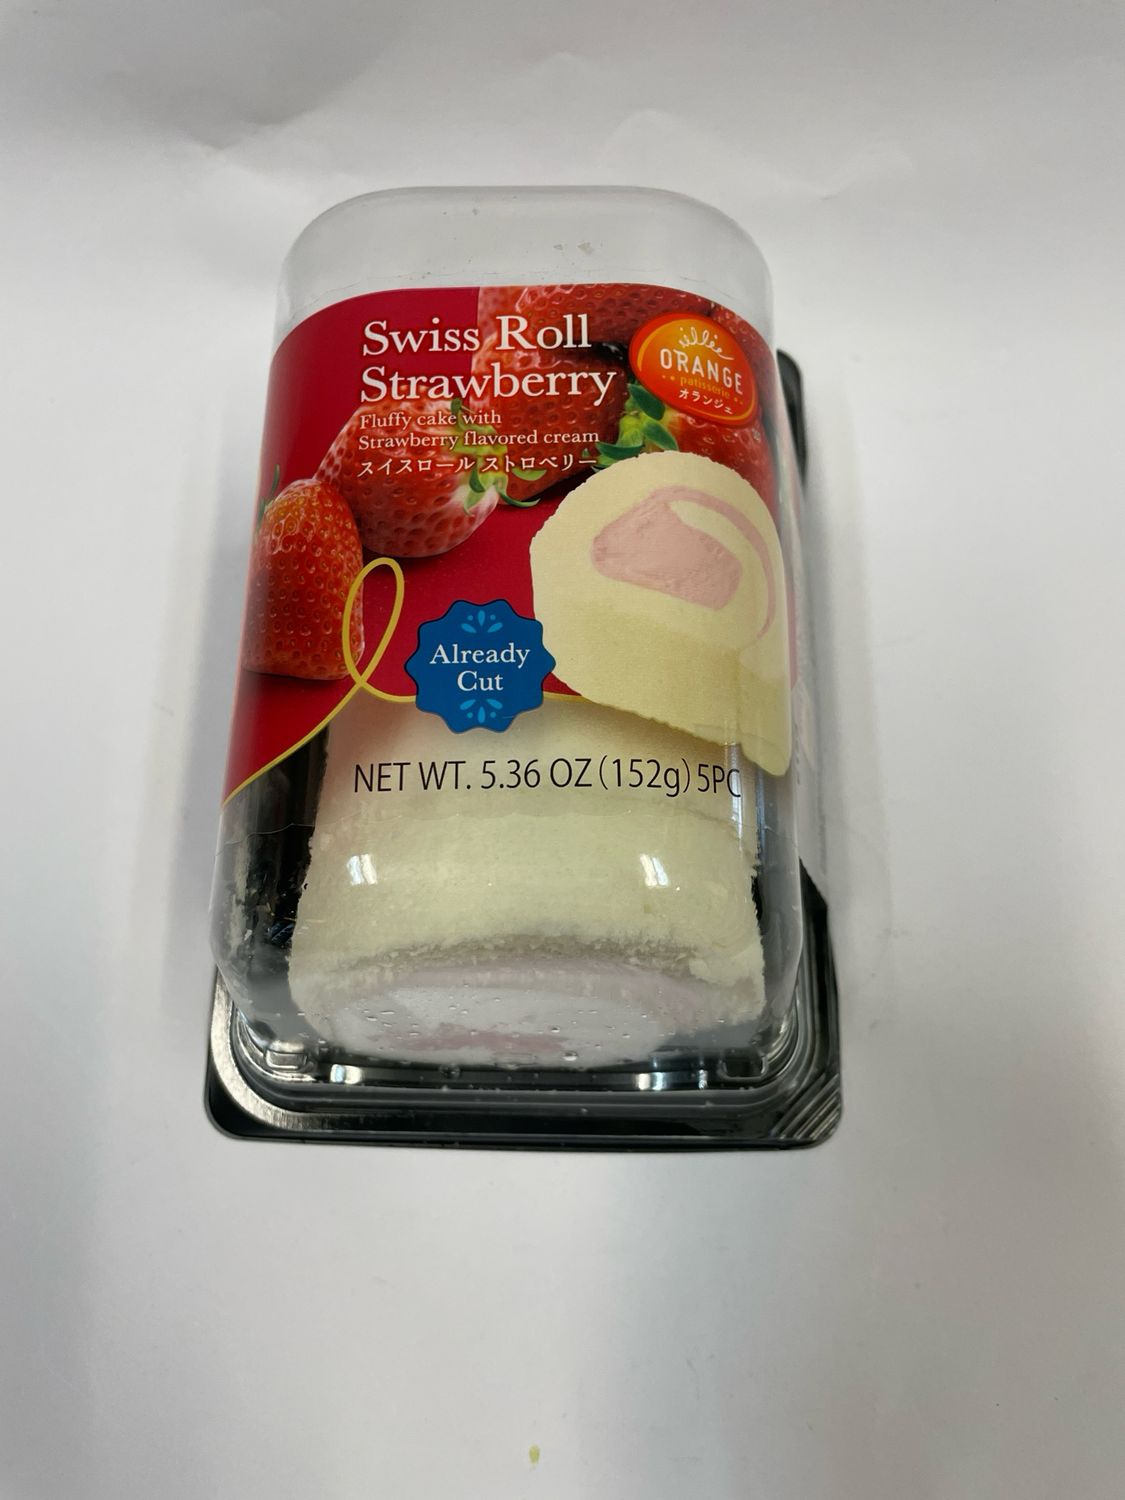 Swiss Roll
Strawberry
Fluffy cake with
Strawberry flavored cream
スイスロール ストロベリー
ORANGE
patisserie
オランジェ
Already
Cut
NET WT. 5.36 OZ (152g) 5PC